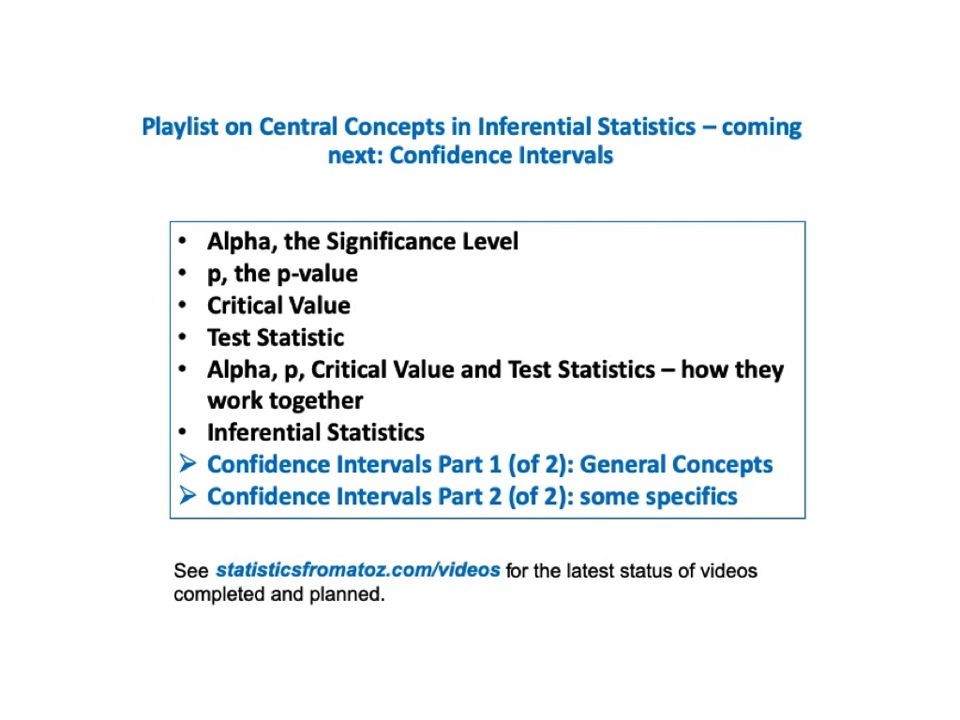 Playlist on Central Concepts in Inferential Statistics – coming
next: Confidence Intervals
• Alpha, the Significance Level
• p, the p-value
• Critical Value
• Test Statistic
• Alpha, p, Critical Value and Test Statistics – how they
work together
• Inferential Statistics
➢ Confidence Intervals Part 1 (of 2): General Concepts
➢ Confidence Intervals Part 2 (of 2): some specifics
See statisticsfromatoz.com/videos for the latest status of videos
completed and planned.